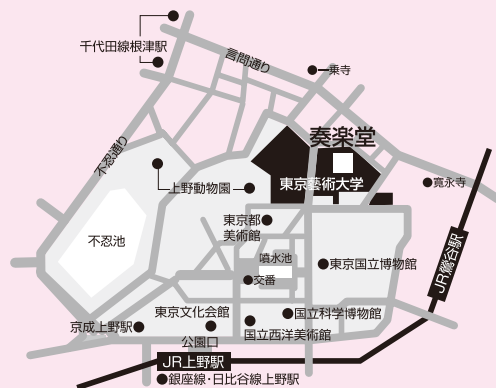 千代田線根津駅
言問通り
一乗寺
不忍通り
奏楽堂
東京藝術大学
上野動物園
寛永寺
東京都
美術館
不忍池
噴水池
交番
東京国立博物館
JR鶯谷駅
東京文化会館
国立科学博物館
京成上野駅
公園口
国立西洋美術館
JR上野駅
銀座線・日比谷線上野駅